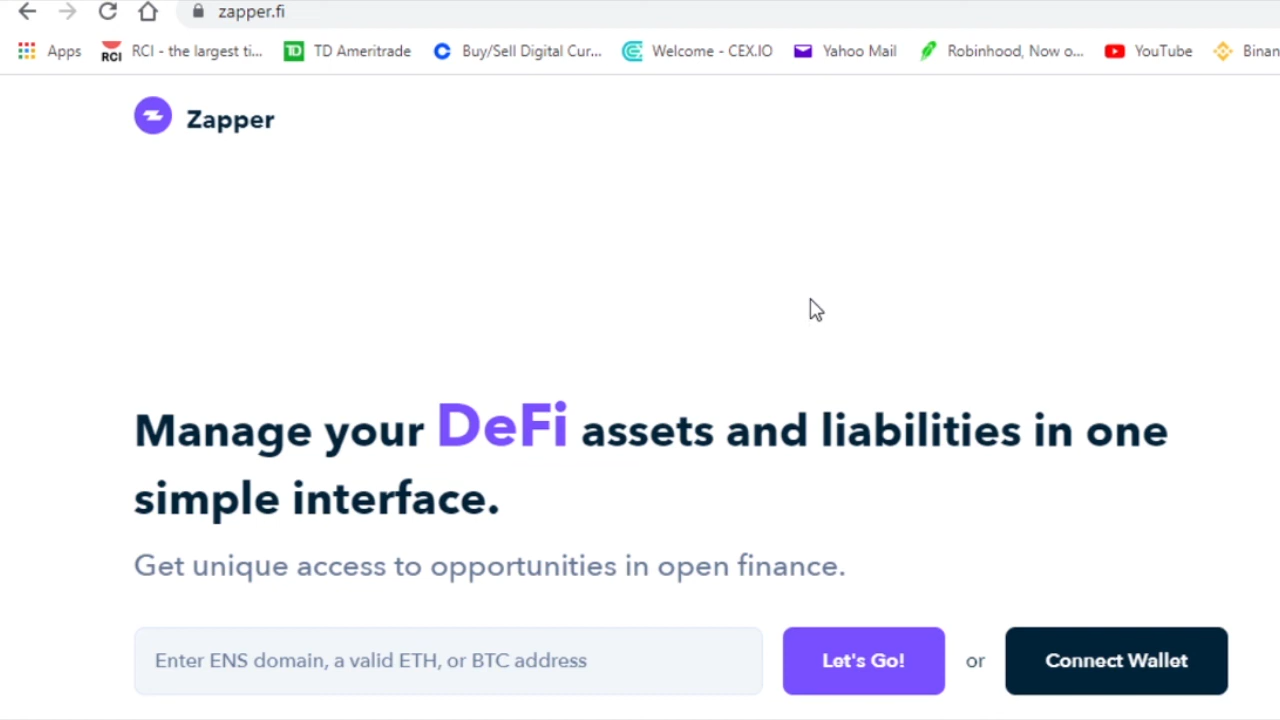 zapper.fi
Apps RCI RCI - the largest ti... TD TD Ameritrade Buy/Sell Digital Cur... Welcome - CEX.IO Yahoo Mail Robinhood, Now o... YouTube Binan
Zapper
Manage your DeFi assets and liabilities in one
simple interface.
Get unique access to opportunities in open finance.
Enter ENS domain, a valid ETH, or BTC address Let's Go! or Connect Wallet